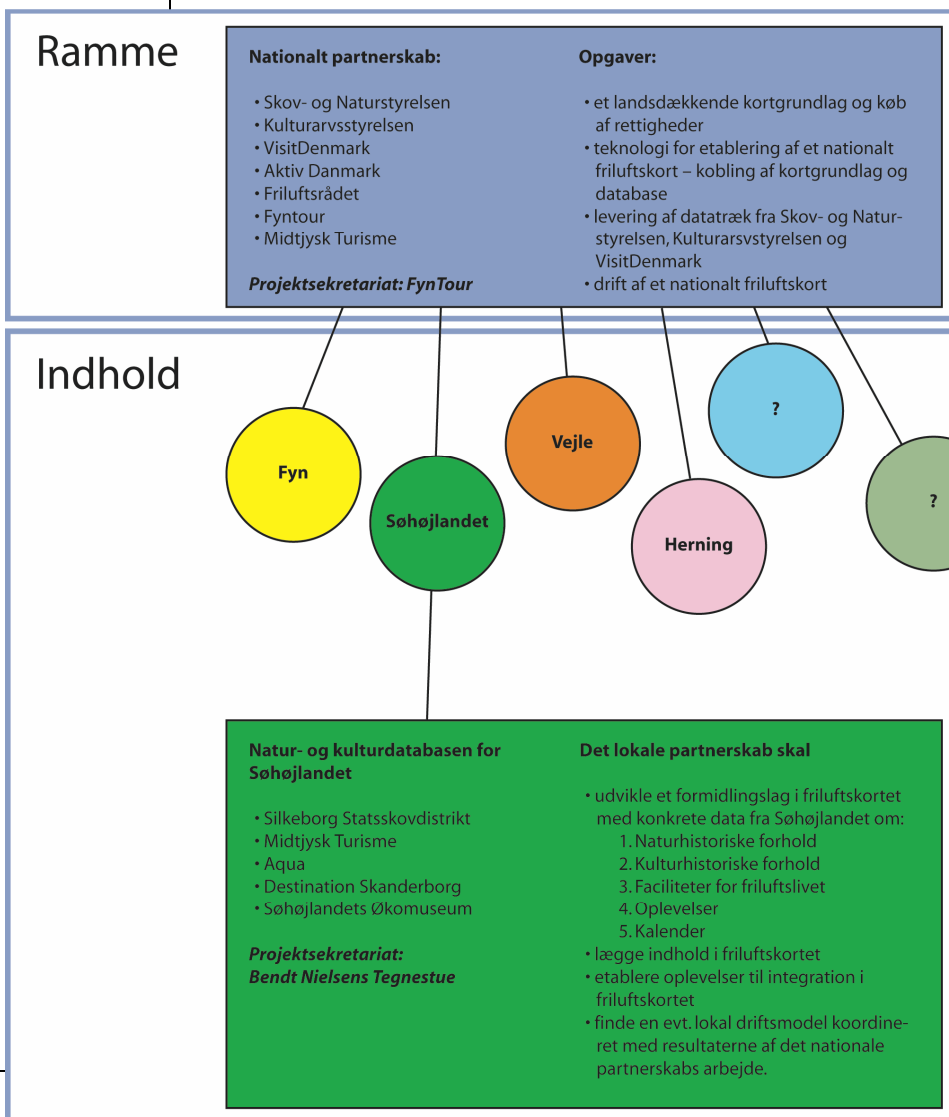 Ramme
Nationalt partnerskab:
• Skov- og Naturstyrelsen
• Kulturarvsstyrelsen
• VisitDenmark
• Aktiv Danmark
• Friluftsrådet
• Fyntour
• Midtjysk Turisme
Projektsekretariat: FynTour
Opgaver:
• et landsdækkende kortgrundlag og køb
af rettigheder
• teknologi for etablering af et nationalt
friluftskort – kobling af kortgrundlag og
database
• levering af datatræk fra Skov- og Natur-
styrelsen, Kulturarsvstyrelsen og
VisitDenmark
• drift af et nationalt friluftskort
Indhold
Fyn
Søhøjlandet
Vejle
Herning
?
?
Natur- og kulturdatabasen for
Søhøjlandet
• Silkeborg Statsskovdistrikt
• Midtjysk Turisme
• Aqua
• Destination Skanderborg
• Søhøjlandets Økomuseum
Projektsekretariat:
Bendt Nielsens Tegnestue
Det lokale partnerskab skal
• udvikle et formidlingslag i friluftskortet
med konkrete data fra Søhøjlandet om:
1. Naturhistoriske forhold
2. Kulturhistoriske forhold
3. Faciliteter for friluftslivet
4. Oplevelser
5. Kalender
• lægge indhold i friluftskortet
• etablere oplevelser til integration i
friluftskortet
• finde en evt. lokal driftsmodel koordine-
ret med resultaterne af det nationale
partnerskabs arbejde.